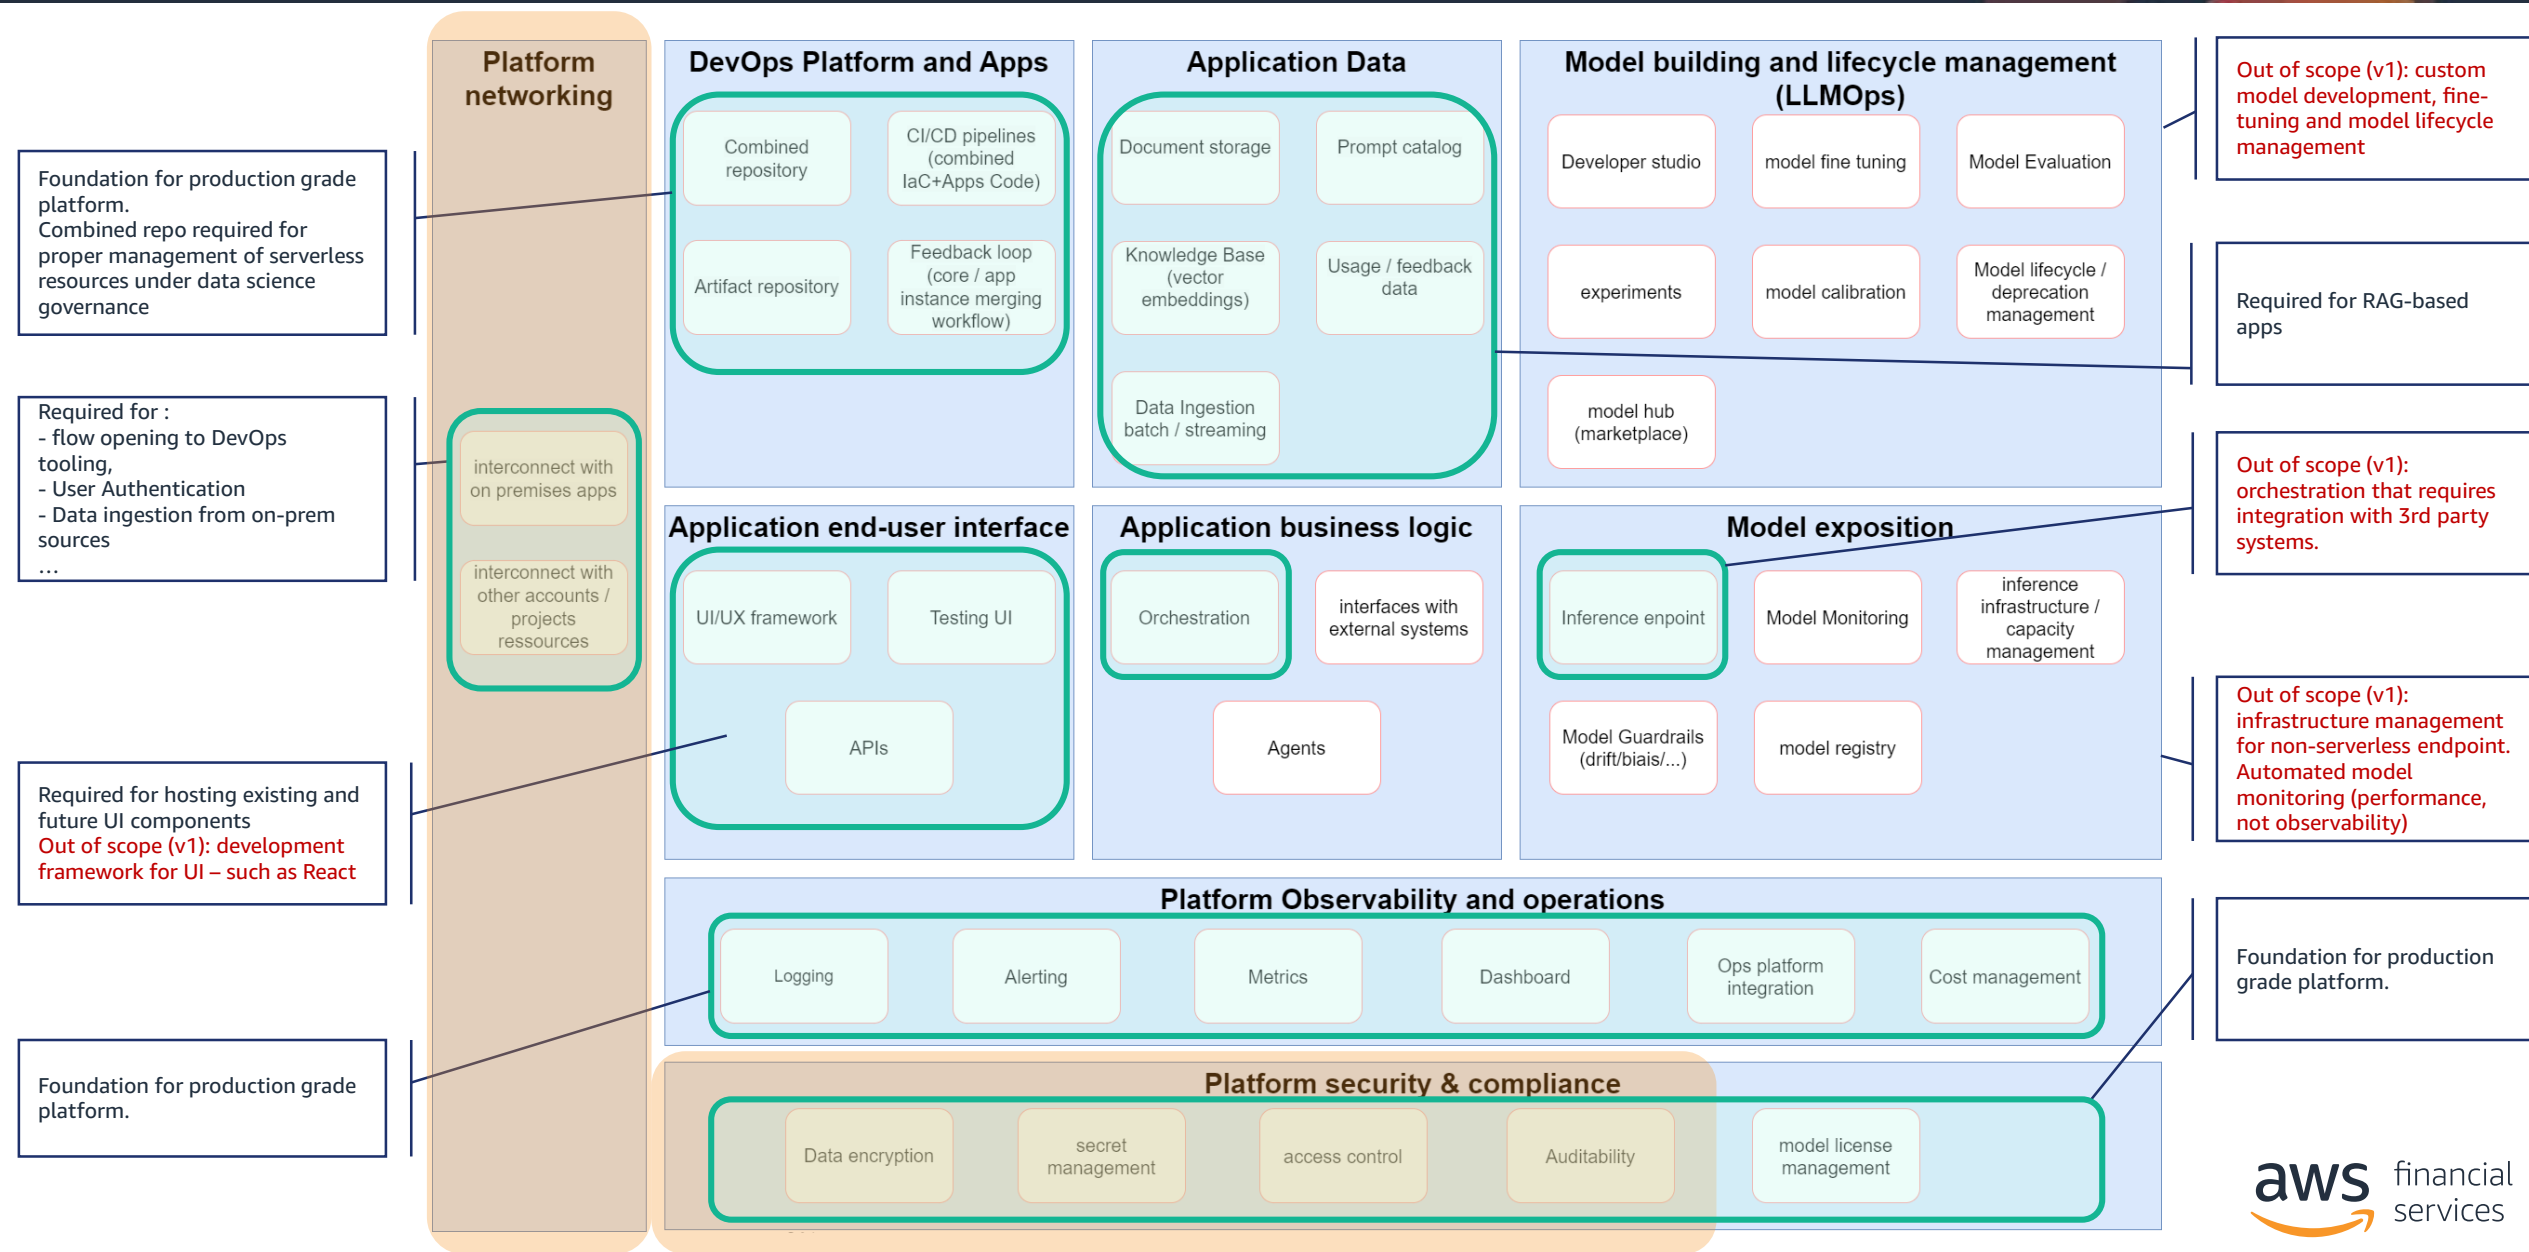 Platform
networking
DevOps Platform and Apps
Application Data
Model building and lifecycle management
(LLMOps)
Combined
repository
CI/CD pipelines
(combined
IaC+Apps Code)
Artifact repository
Feedback loop
(core / app
instance merging
workflow)
Document storage
Prompt catalog
Knowledge Base
(vector
embeddings)
Usage / feedback
data
Data Ingestion
batch / streaming
Developer studio
model fine tuning
Model Evaluation
experiments
model calibration
Model lifecycle /
deprecation
management
model hub
(marketplace)
Out of scope (v1): custom
model development, fine-
tuning and model lifecycle
management
Foundation for production grade
platform.
Combined repo required for
proper management of serverless
resources under data science
governance
Required for RAG-based
apps
Required for :
- flow opening to DevOps
tooling,
- User Authentication
- Data ingestion from on-prem
sources
...
interconnect with
on premises apps
interconnect with
other accounts /
projects
ressources
Out of scope (v1):
orchestration that requires
integration with 3rd party
systems.
Application end-user interface
UI/UX framework
Testing UI
APIs
Application business logic
Orchestration
interfaces with
external systems
Agents
Model exposition
Inference enpoint
Model Monitoring
inference
infrastructure /
capacity
management
Model Guardrails
(drift/biais/...)
model registry
Out of scope (v1):
infrastructure management
for non-serverless endpoint.
Automated model
monitoring (performance,
not observability)
Required for hosting existing and
future UI components
Out of scope (v1): development
framework for UI – such as React
Platform Observability and operations
Logging
Alerting
Metrics
Dashboard
Ops platform
integration
Cost management
Foundation for production
grade platform.
Foundation for production grade
platform.
Platform security & compliance
Data encryption
secret
management
access control
Auditability
model license
management
aws financial
services